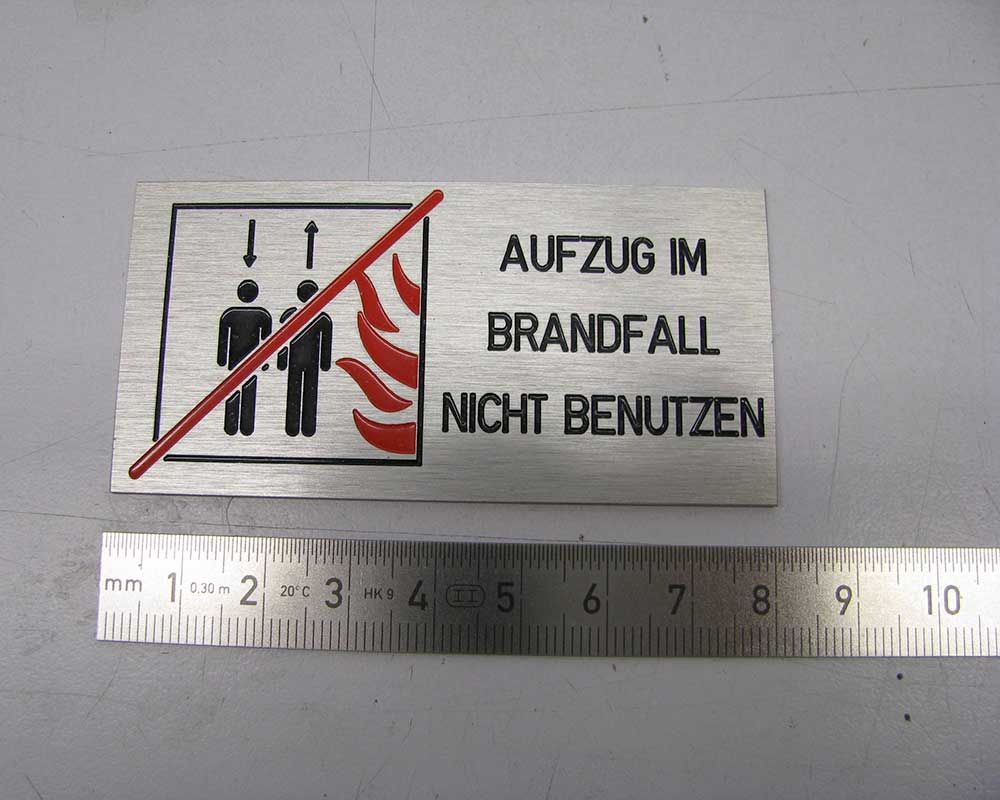 AUFZUG IM
BRANDFALL
NICHT BENUTZEN
mm 1 0.30 m 2 20°C 3 HK 9 4 II 5 6 7 8 9 10